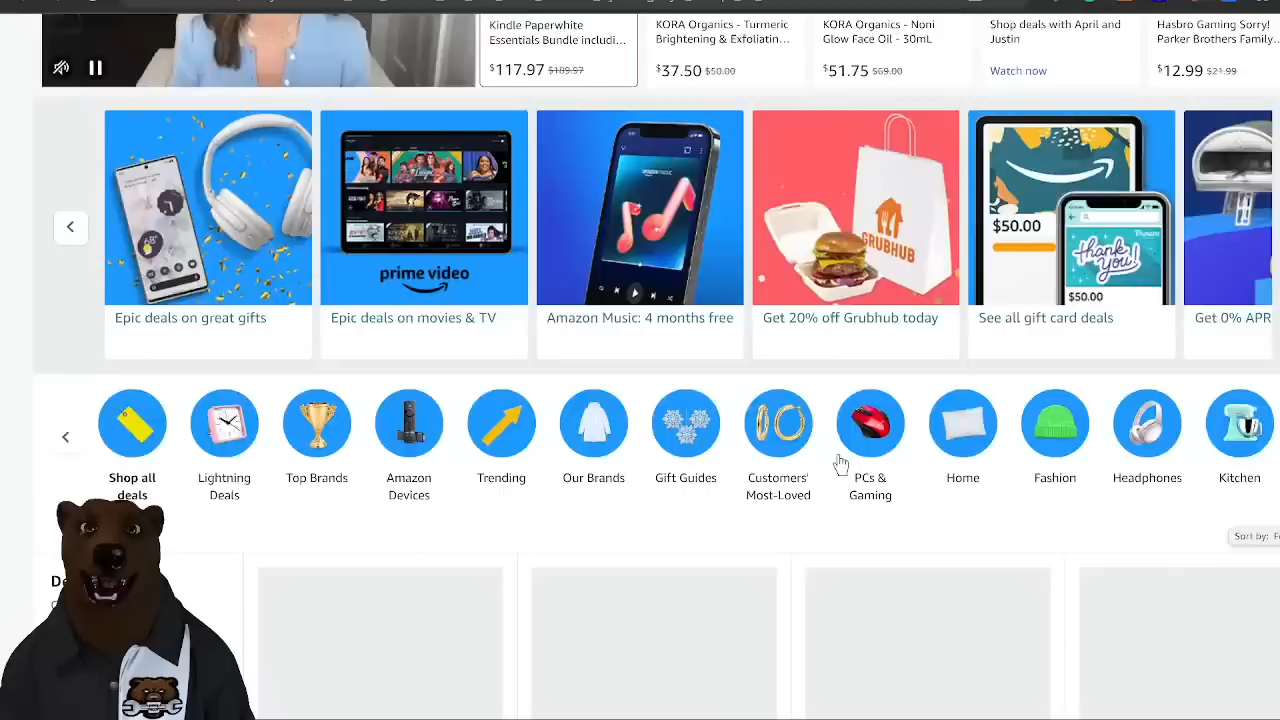 Kindle Paperwhite
Essentials Bundle includi...
$117.97 $189.97
KORA Organics - Turmeric
Brightening & Exfoliatin...
$37.50 $50.00
KORA Organics - Noni
Glow Face Oil - 30mL
$51.75 $69.00
Shop deals with April and
Justin
Watch now
Hasbro Gaming Sorry!
Parker Brothers Family...
$12.99 $21.99
prime video
GRUBHUB
$50.00
Thank you!
$50.00
Epic deals on great gifts
Epic deals on movies & TV
Amazon Music: 4 months free
Get 20% off Grubhub today
See all gift card deals
Get 0% APR
Shop all
deals
Lightning
Deals
Top Brands
Amazon
Devices
Trending
Our Brands
Gift Guides
Customers'
Most-Loved
PCs &
Gaming
Home
Fashion
Headphones
Kitchen
Sort by: